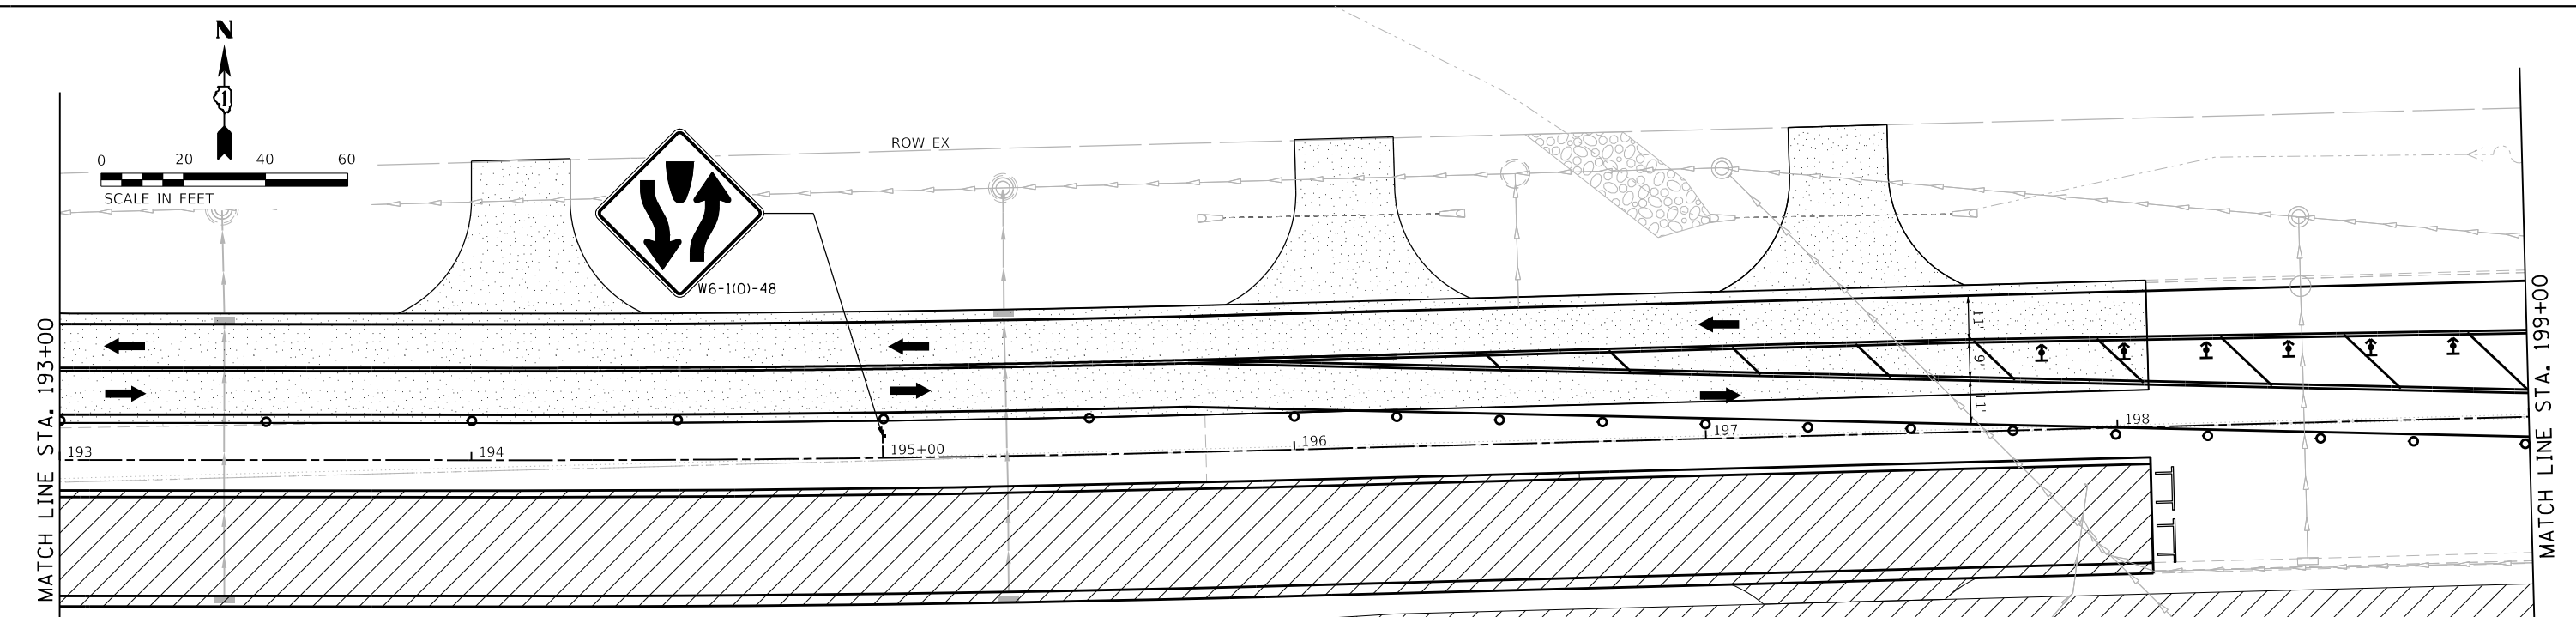 N
1
0 20 40 60
SCALE IN FEET
ROW EX
W6-1(O)-48
11'
9'
11'
193
194
195+00
196
197
198
MATCH LINE STA. 193+00
MATCH LINE STA. 199+00